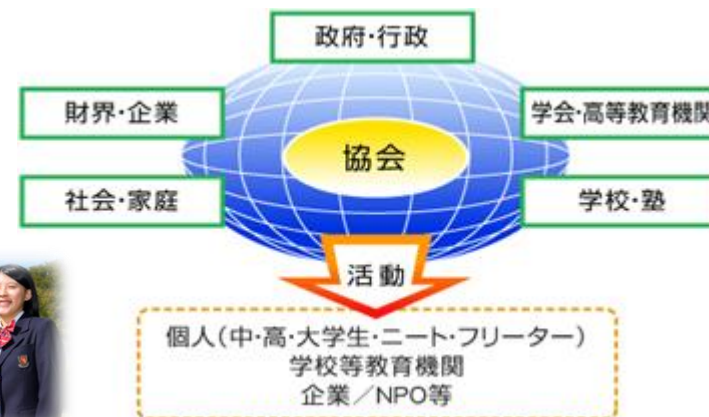 政府・行政
財界・企業
学会・高等教育機関
協会
社会・家庭
学校・塾
活動
個人(中・高・大学生・ニート・フリーター)
学校等教育機関
企業／NPO等